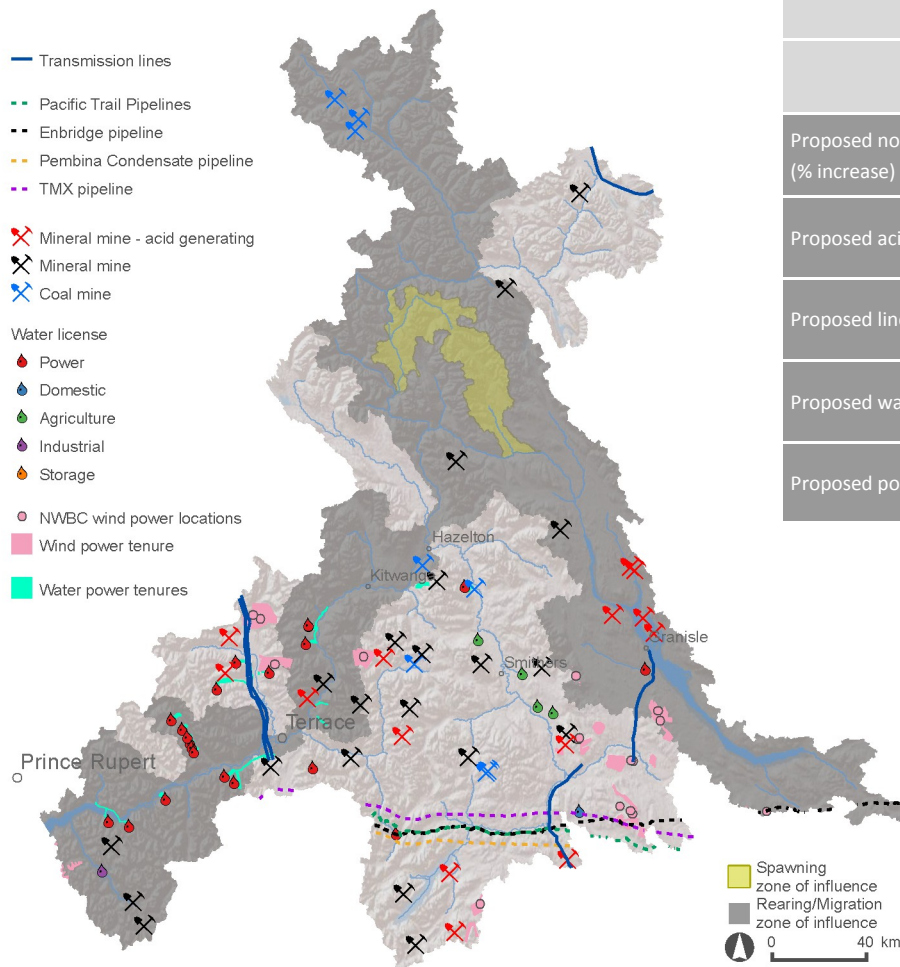 Transmission lines
Pacific Trail Pipelines
Enbridge pipeline
Pembina Condensate pipeline
TMX pipeline
Mineral mine - acid generating
Mineral mine
Coal mine
Water license
Power
Domestic
Agriculture
Industrial
Storage
NWBC wind power locations
Wind power tenure
Water power tenures
Proposed no
(% increase)
Proposed aci
Proposed line
Proposed wa
Proposed po
Hazelton
Kitwanga
Granisle
Smithers
Terrace
Prince Rupert
Spawning
zone of influence
Rearing/Migration
zone of influence
0 40 km